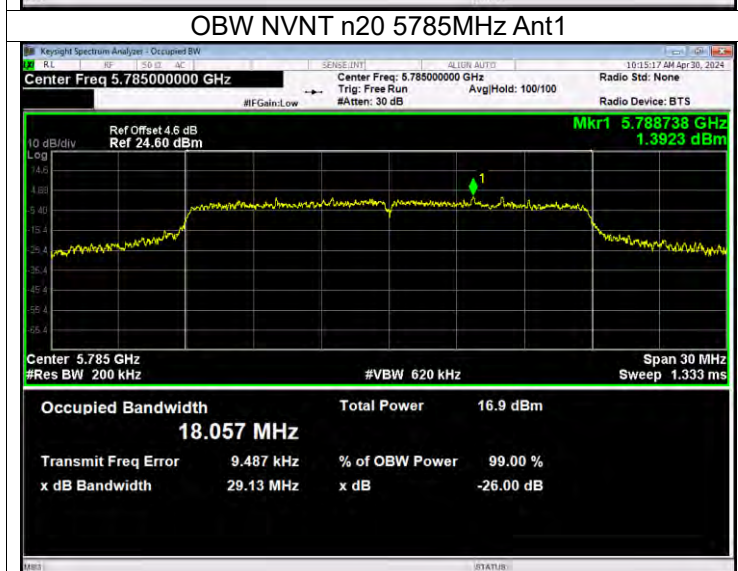 OBW NVNT n20 5785MHz Ant1
Keysight Spectrum Analyzer - Occupied BW
RL RF 50 Ω AC SENSE:INT ALIGN AUTO 10:15:17 AM Apr 30, 2024
Center Freq 5.785000000 GHz Center Freq: 5.785000000 GHz Radio Std: None
Trig: Free Run Avg|Hold: 100/100
#IFGain:Low #Atten: 30 dB Radio Device: BTS
Mkr1 5.788738 GHz
1.3923 dBm
Ref Offset 4.6 dB
10 dB/div Ref 24.60 dBm
Log
14.6
4.60
-5.40
-15.4
-25.4
-35.4
-45.4
-55.4
-65.4
1
Center 5.785 GHz Span 30 MHz
#Res BW 200 kHz #VBW 620 kHz Sweep 1.333 ms
Occupied Bandwidth Total Power 16.9 dBm
18.057 MHz
Transmit Freq Error 9.487 kHz % of OBW Power 99.00 %
x dB Bandwidth 29.13 MHz x dB -26.00 dB
MSG STATUS